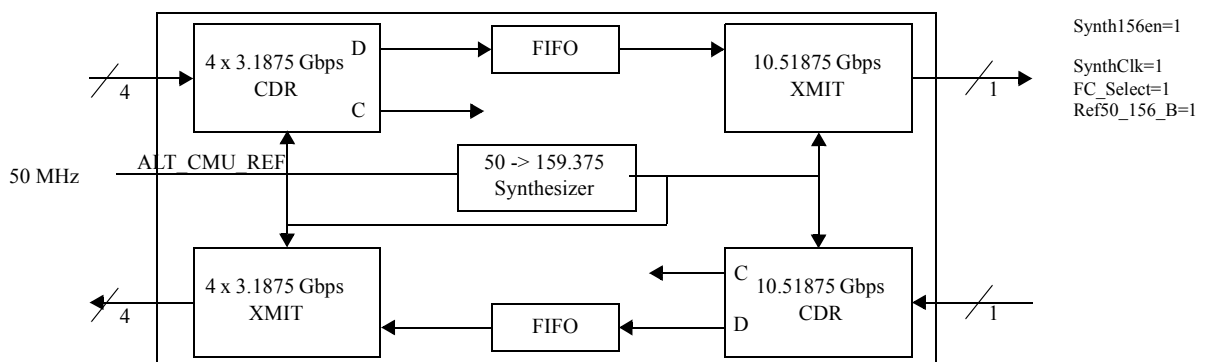 Synth156en=1
SynthClk=1
FC_Select=1
Ref50_156_B=1
4
4 x 3.1875 Gbps
CDR
D
C
FIFO
10.51875 Gbps
XMIT
1
50 MHz
ALT_CMU_REF
50 -> 159.375
Synthesizer
4
4 x 3.1875 Gbps
XMIT
FIFO
C
D
10.51875 Gbps
CDR
1